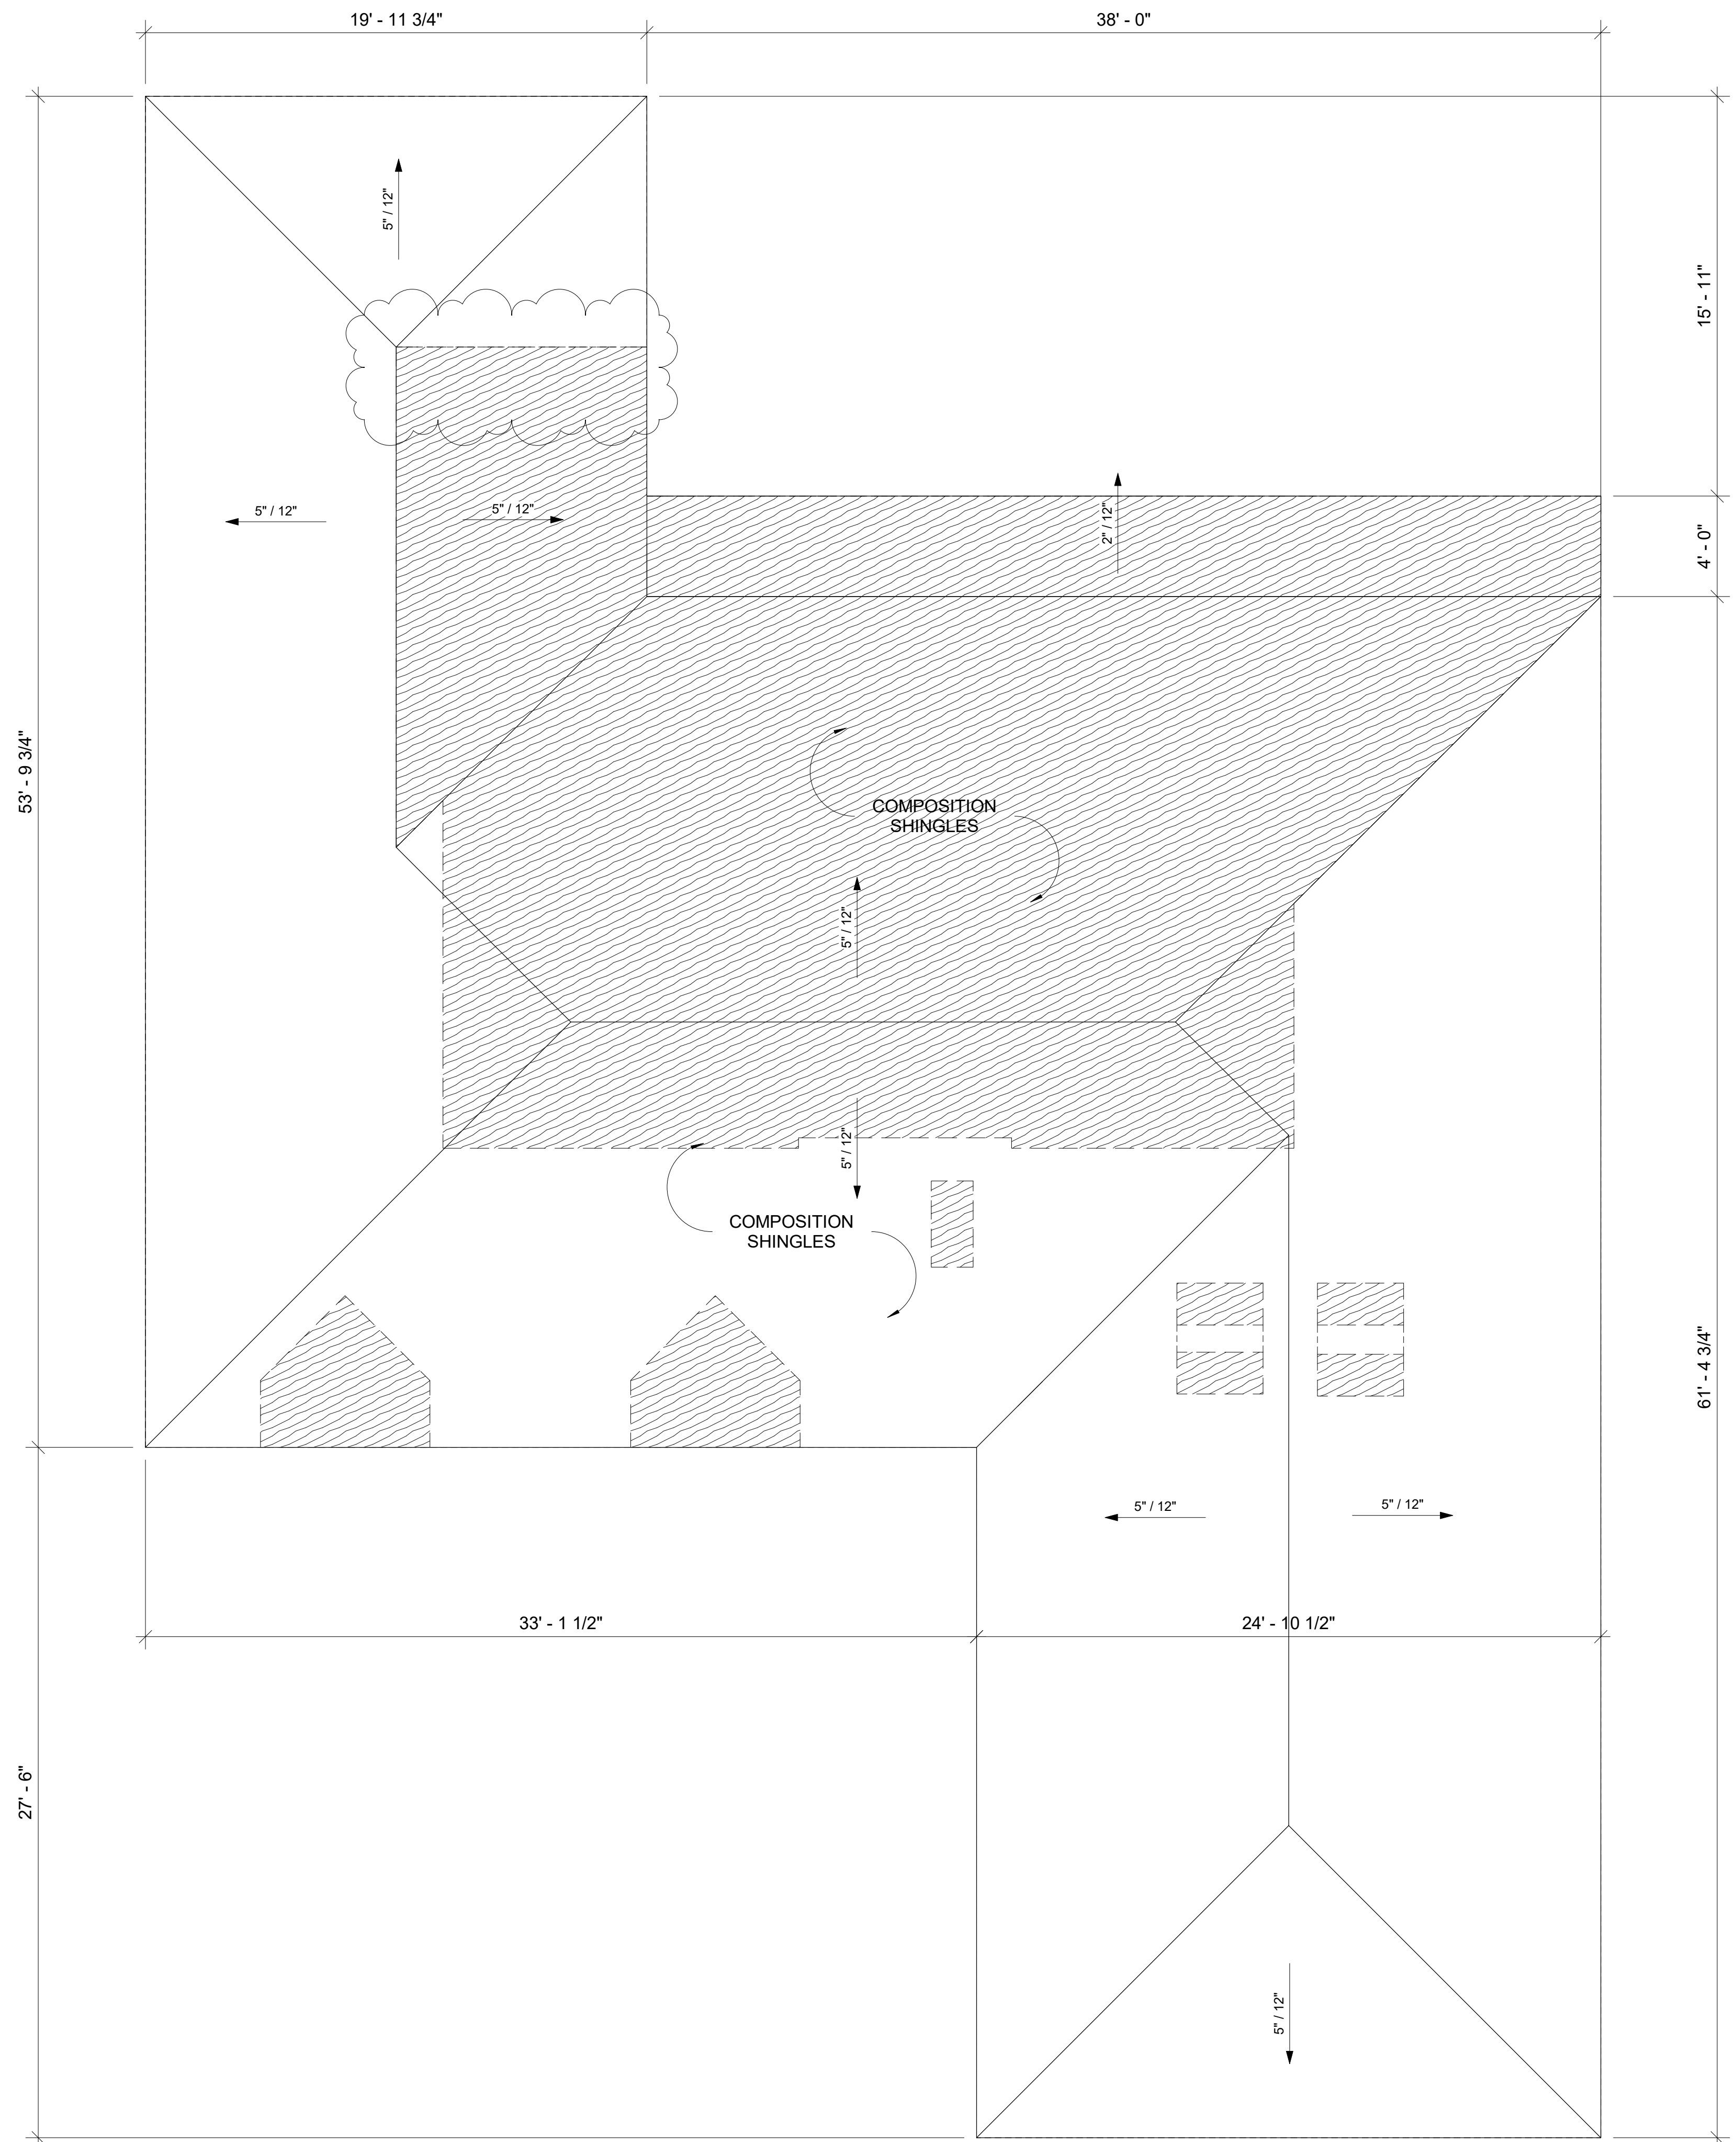 19' - 11 3/4"
38' - 0"
5" / 12"
15' - 11"
5" / 12"
5" / 12"
2" / 12"
4' - 0"
53' - 9 3/4"
COMPOSITION
SHINGLES
5" / 12"
5" / 12"
COMPOSITION
SHINGLES
61' - 4 3/4"
5" / 12"
5" / 12"
33' - 1 1/2"
24' - 10 1/2"
27' - 6"
5" / 12"